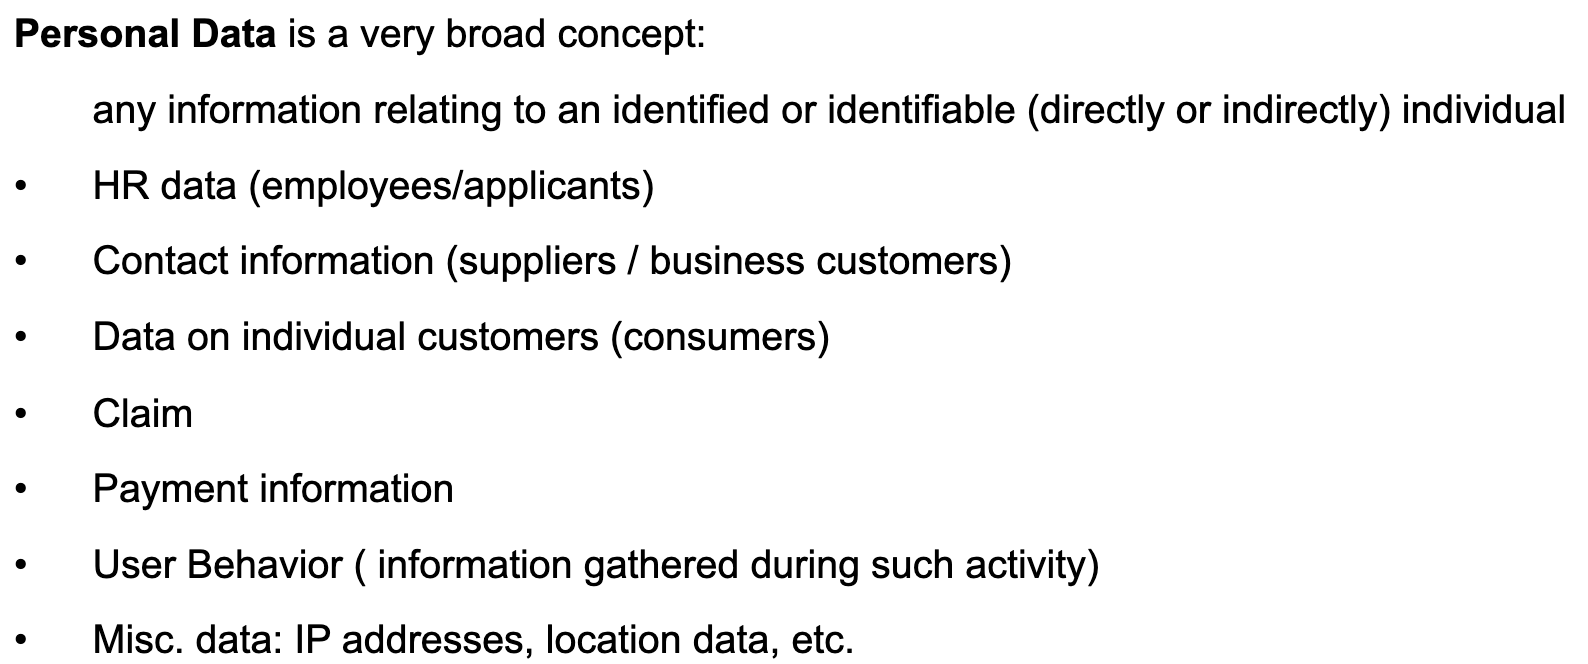 Personal Data is a very broad concept:
any information relating to an identified or identifiable (directly or indirectly) individual
• HR data (employees/applicants)
• Contact information (suppliers / business customers)
• Data on individual customers (consumers)
• Claim
• Payment information
• User Behavior ( information gathered during such activity)
• Misc. data: IP addresses, location data, etc.